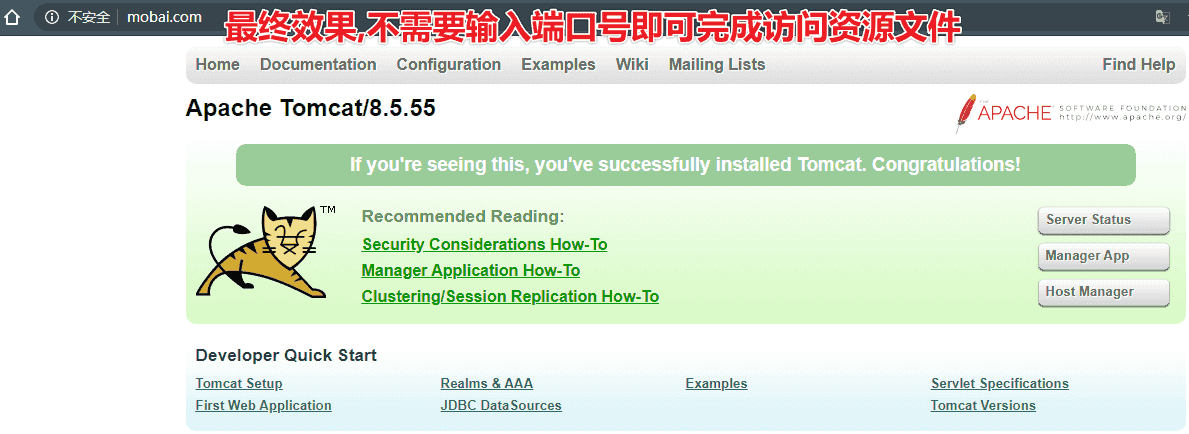 不安全 mobai.com
最终效果,不需要输入端口号即可完成访问资源文件
Home Documentation Configuration Examples Wiki Mailing Lists Find Help
Apache Tomcat/8.5.55
THE APACHE™ SOFTWARE FOUNDATION
http://www.apache.org/
If you're seeing this, you've successfully installed Tomcat. Congratulations!
TM
Recommended Reading:
Security Considerations How-To
Manager Application How-To
Clustering/Session Replication How-To
Server Status
Manager App
Host Manager
Developer Quick Start
Tomcat Setup Realms & AAA Examples Servlet Specifications
First Web Application JDBC DataSources Tomcat Versions